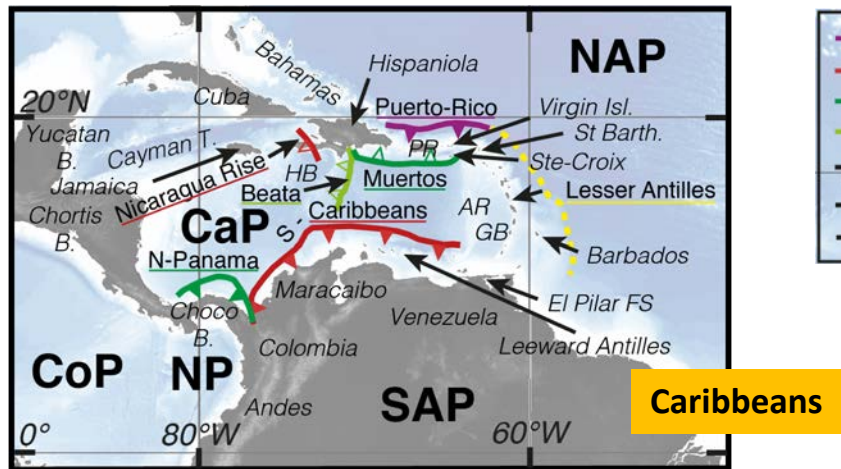 Bahamas
Hispaniola
NAP
Cuba
Puerto-Rico
Virgin Isl.
20°N
Yucatan
B.
Cayman T.
PR
St Barth.
Jamaica
Nicaragua Rise
HB
Ste-Croix
Beata
Muertos
Lesser Antilles
Chortis
B.
CaP
S-Caribbeans
AR
GB
N-Panama
Barbados
Maracaibo
El Pilar FS
Choco
B.
Venezuela
Colombia
Leeward Antilles
CoP
NP
SAP
Andes
Caribbeans
0°
80°W
60°W